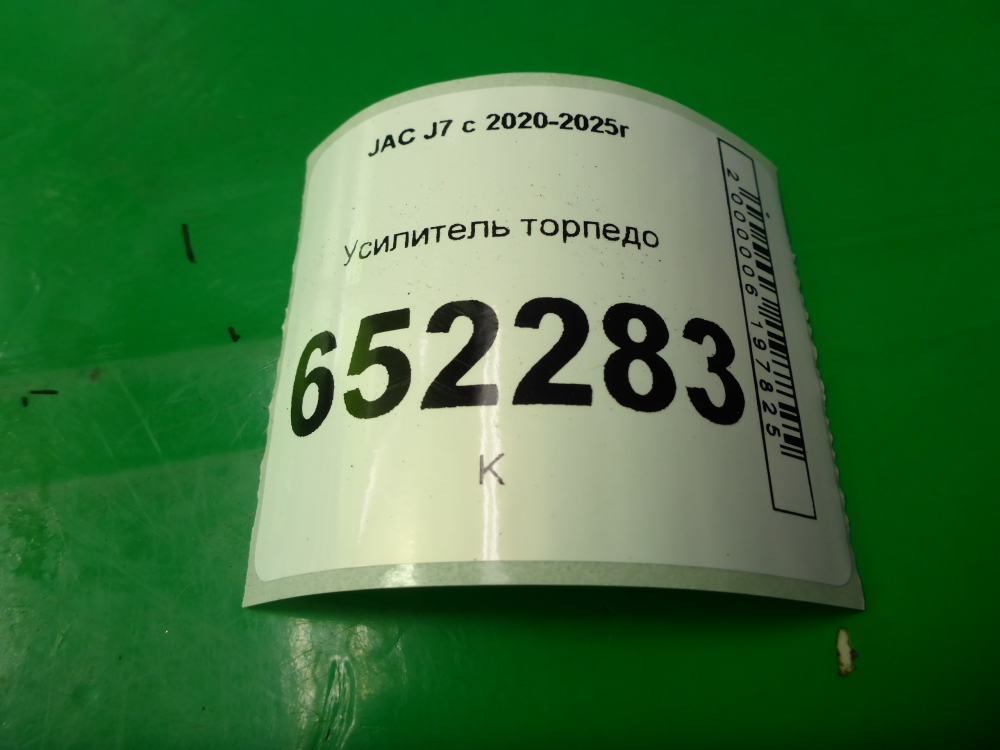 JAC J7 с 2020-2025г
Усилитель торпедо
652283
К
2000006197825